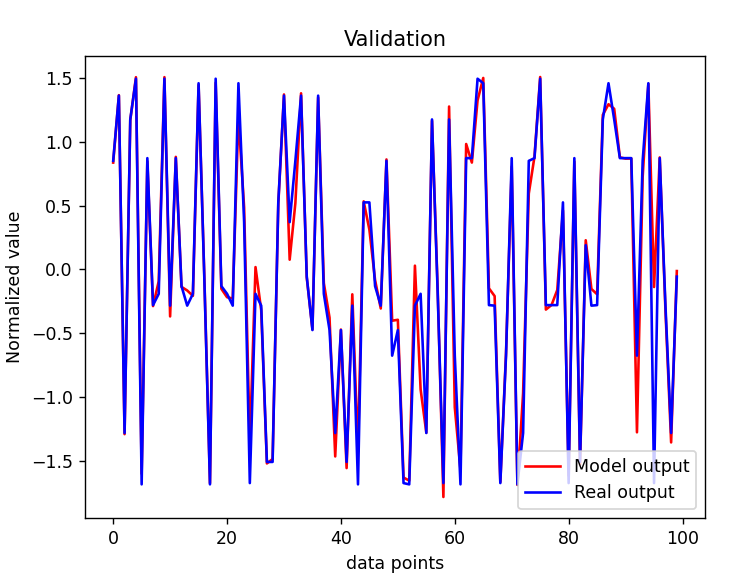 Validation
Normalized value
1.5
1.0
0.5
0.0
−0.5
−1.0
−1.5
0 20 40 60 80 100
data points
Model output
Real output